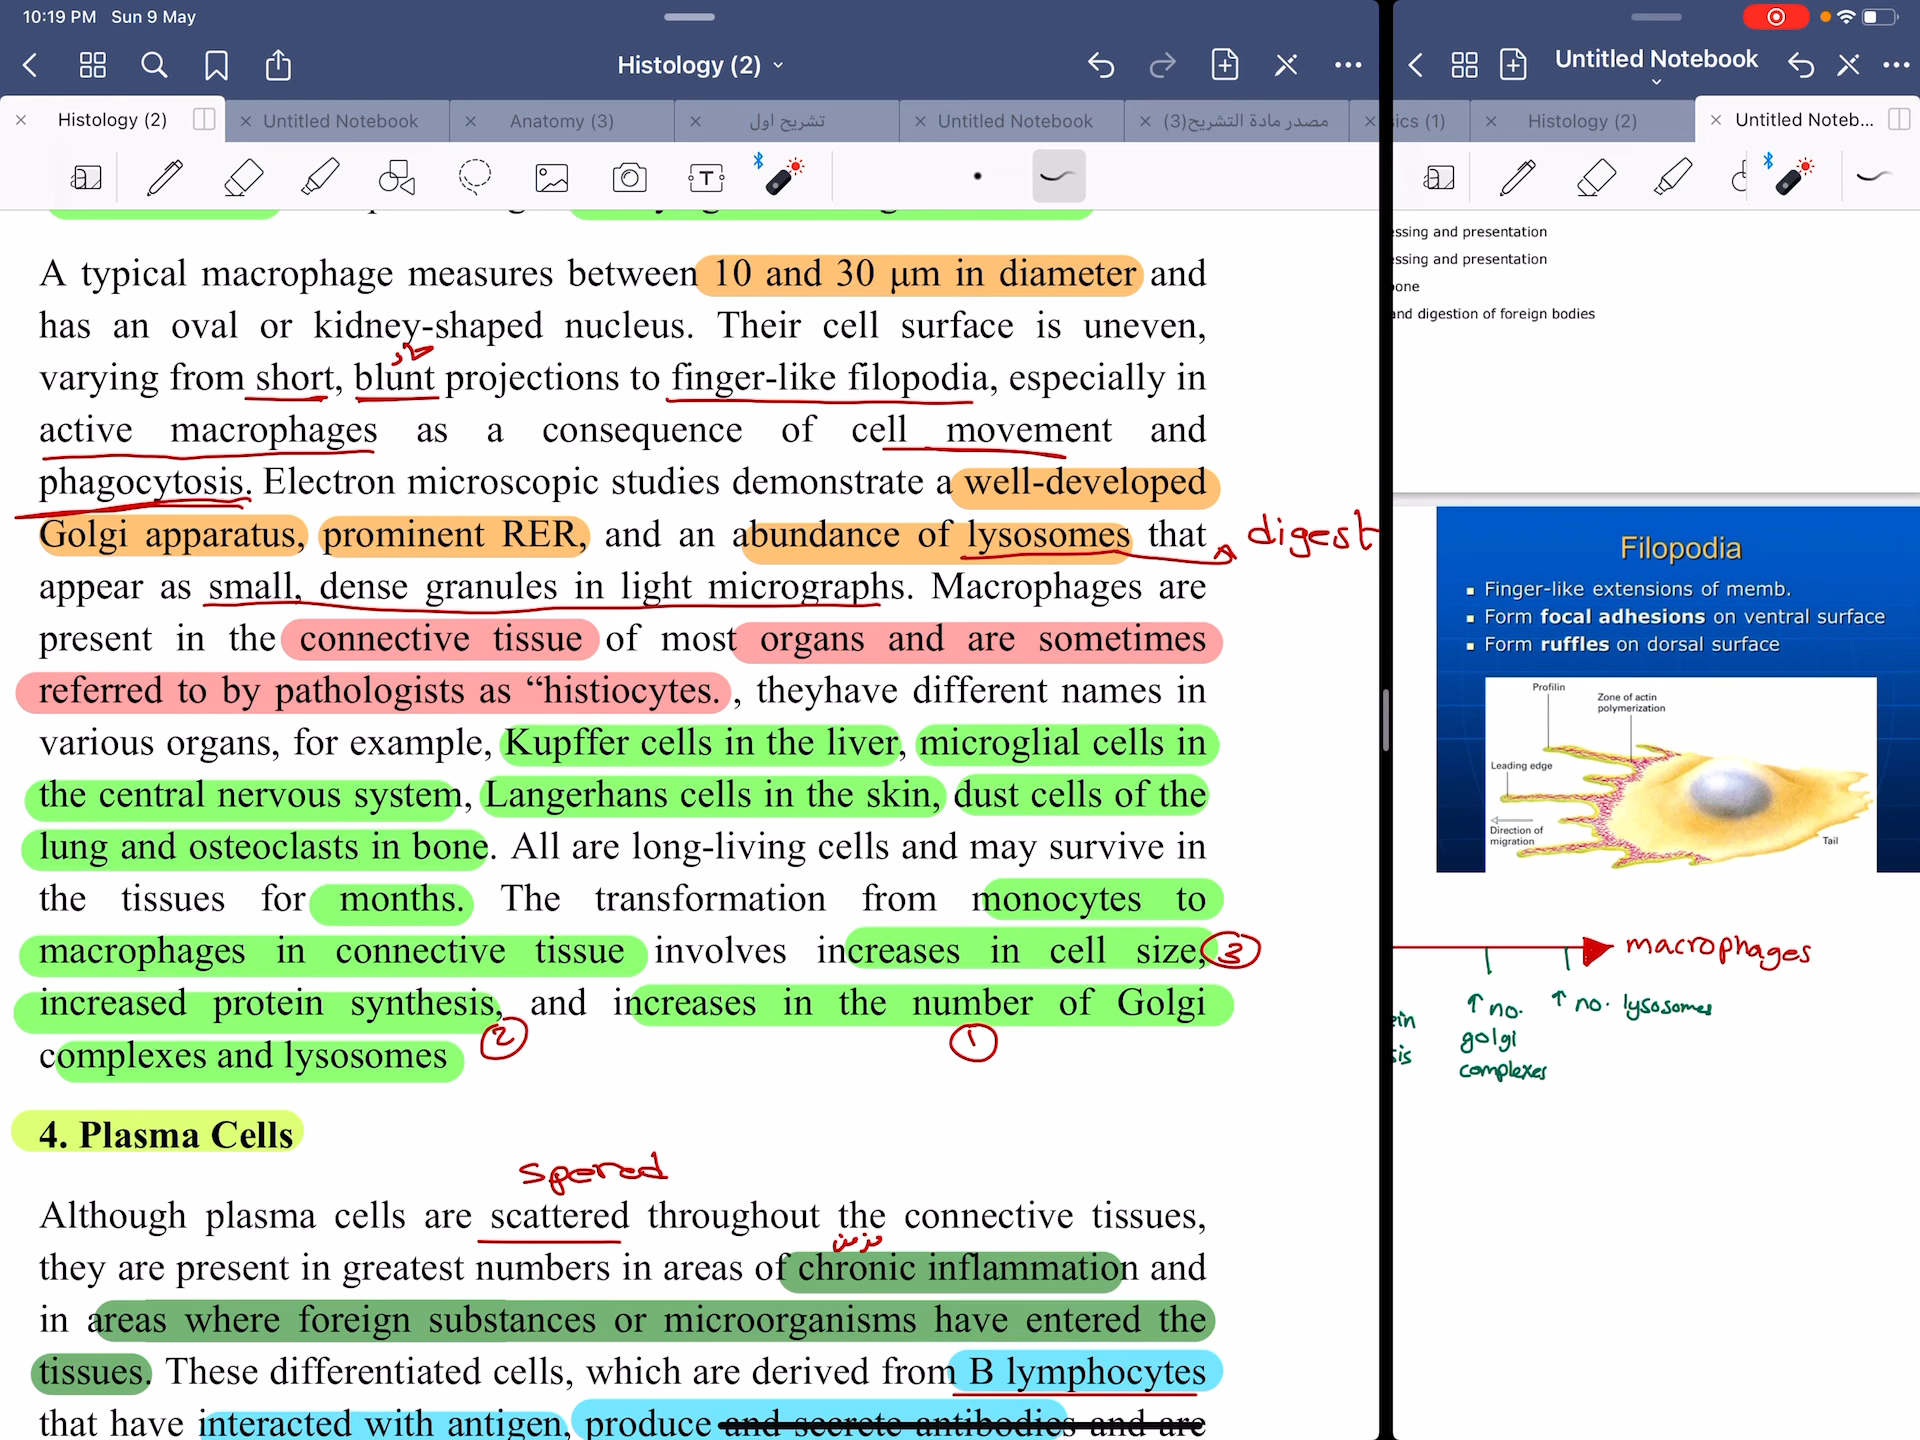 10:19 PM Sun 9 May
Histology (2)
Untitled Notebook
Histology (2)
Untitled Notebook
Anatomy (3)
تشريح اول
Untitled Notebook
مصدر مادة التشريح(3)
sics (1)
Histology (2)
Untitled Noteb...
A typical macrophage measures between 10 and 30 μm in diameter and
has an oval or kidney-shaped nucleus. Their cell surface is uneven,
varying from short, blunt projections to finger-like filopodia, especially in
active macrophages as a consequence of cell movement and
phagocytosis. Electron microscopic studies demonstrate a well-developed
Golgi apparatus, prominent RER, and an abundance of lysosomes that
digest
appear as small, dense granules in light micrographs. Macrophages are
present in the connective tissue of most organs and are sometimes
referred to by pathologists as “histiocytes. , theyhave different names in
various organs, for example, Kupffer cells in the liver, microglial cells in
the central nervous system, Langerhans cells in the skin, dust cells of the
lung and osteoclasts in bone. All are long-living cells and may survive in
the tissues for months. The transformation from monocytes to
macrophages in connective tissue involves increases in cell size, 3
increased protein synthesis, and increases in the number of Golgi
2
1
complexes and lysosomes
4. Plasma Cells
spered
Although plasma cells are scattered throughout the connective tissues,
مزمن
they are present in greatest numbers in areas of chronic inflammation and
in areas where foreign substances or microorganisms have entered the
tissues. These differentiated cells, which are derived from B lymphocytes
that have interacted with antigen, produce and secrete antibodies and are
essing and presentation
essing and presentation
one
and digestion of foreign bodies
Filopodia
Finger-like extensions of memb.
Form focal adhesions on ventral surface
Form ruffles on dorsal surface
Profilin
Zone of actin
polymerization
Leading edge
Direction of
migration
Tail
macrophages
ein
sis
↑ no.
golgi
complexes
↑ no. lysosomes